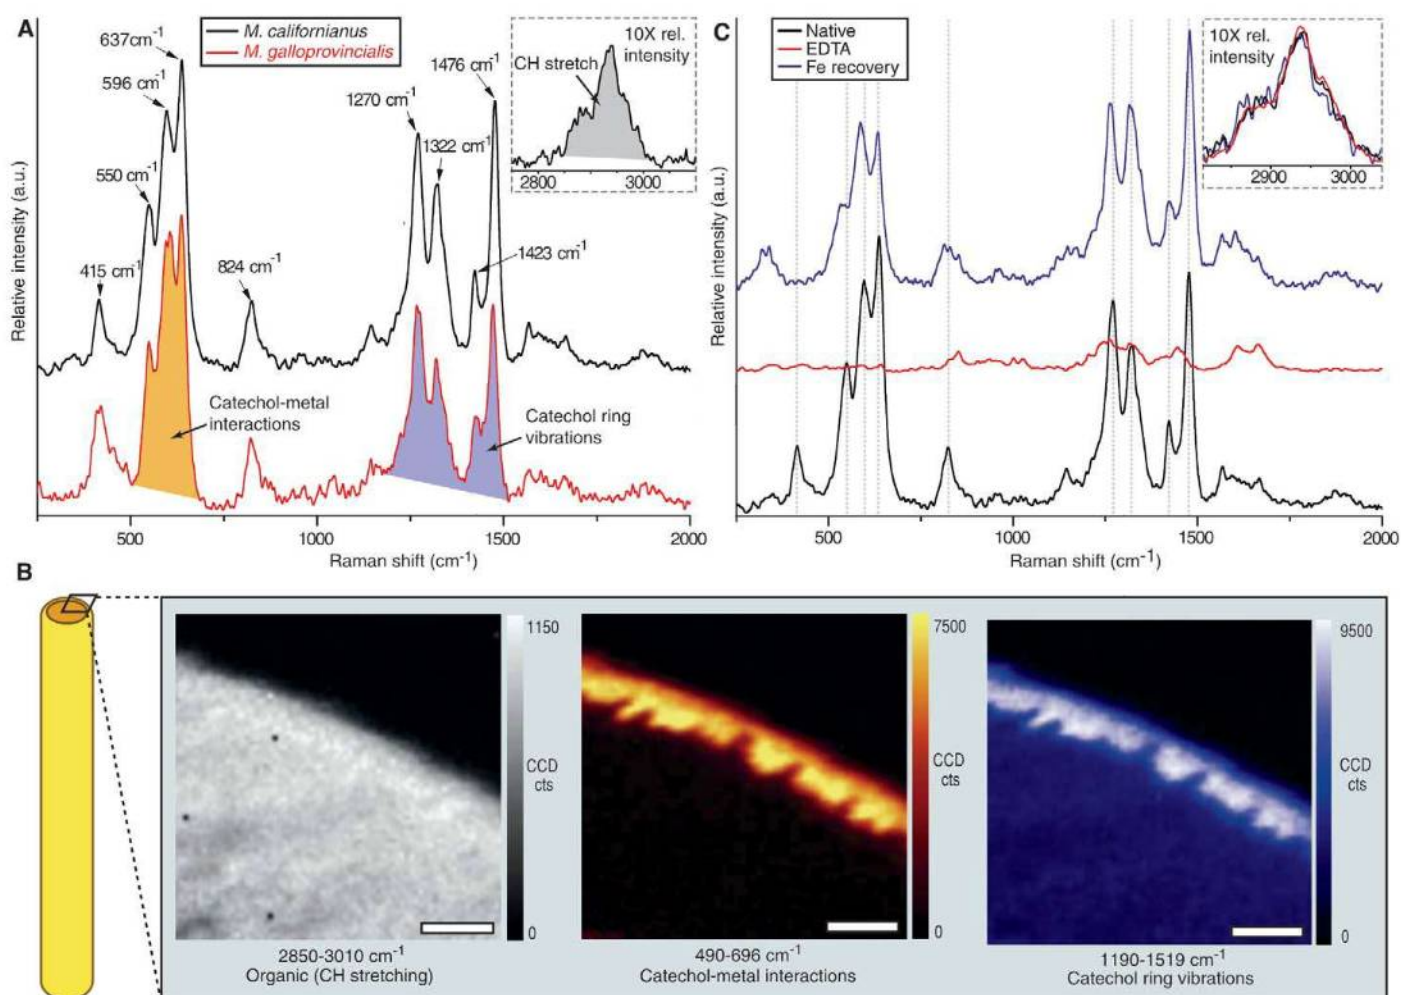 A
M. californianus
M. galloprovincialis
10X rel.
intensity
CH stretch
2800
3000
637cm⁻¹
596 cm⁻¹
550 cm⁻¹
415 cm⁻¹
824 cm⁻¹
1270 cm⁻¹
1322 cm⁻¹
1476 cm⁻¹
1423 cm⁻¹
Catechol-metal
interactions
Catechol ring
vibrations
Relative intensity (a.u.)
500
1000
1500
2000
Raman shift (cm⁻¹)
C
Native
EDTA
Fe recovery
10X rel.
intensity
2900
3000
Relative intensity (a.u.)
500
1000
1500
2000
Raman shift (cm⁻¹)
B
1150
CCD
cts
0
2850-3010 cm⁻¹
Organic (CH stretching)
7500
CCD
cts
0
490-696 cm⁻¹
Catechol-metal interactions
9500
CCD
cts
0
1190-1519 cm⁻¹
Catechol ring vibrations